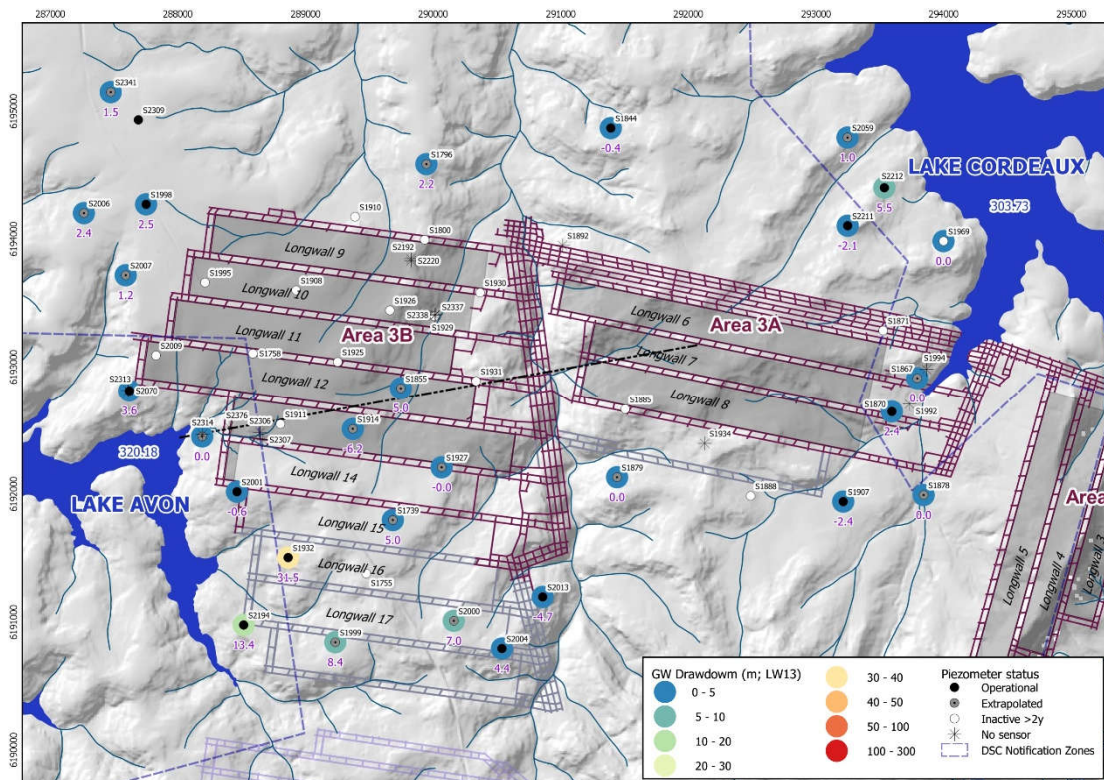 287000 288000 289000 290000 291000 292000 293000 294000 295000
6195000
6194000
6193000
6192000
6191000
6190000
S2341
1.5
S2309
S1844
-0.4
S2059
1.0
LAKE CORDEAUX
S1796
2.2
S2212
5.5
303.73
S2006
2.4
S1998
2.5
S1910
S1800
S2211
-2.1
S1969
0.0
Longwall 9
S2192
S2220
S1892
S2007
1.2
S1995
S1908
Longwall 10
S1930
S1926
S2337
S2338
S1929
Longwall 6
Area 3A
S1871
Longwall 11
Area 3B
S2009
S1758
S1925
Longwall 7
S1994
S1867
-0.0
S2313
S2070
3.6
Longwall 12
S1855
5.0
S1931
S1885
Longwall 8
S1870
S1992
-2.4
S2314
0.0
S2376
S2306
S1911
S2307
S1914
-6.2
S1934
320.18
LAKE AVON
S1927
-0.0
Longwall 14
S1879
0.0
S1888
S1907
-2.4
S1878
-0.0
S2001
-0.6
Longwall 15
S1739
5.0
Area
Longwall 5
Longwall 4
Longwall 3
S1932
31.5
Longwall 16
S1755
S2013
-4.7
S2194
13.4
Longwall 17
S1999
8.4
S2000
7.0
S2004
4.4
GW Drawdowm (m; LW13)
0 - 5
5 - 10
10 - 20
20 - 30
30 - 40
40 - 50
50 - 100
100 - 300
Piezometer status
Operational
Extrapolated
Inactive >2y
No sensor
DSC Notification Zones